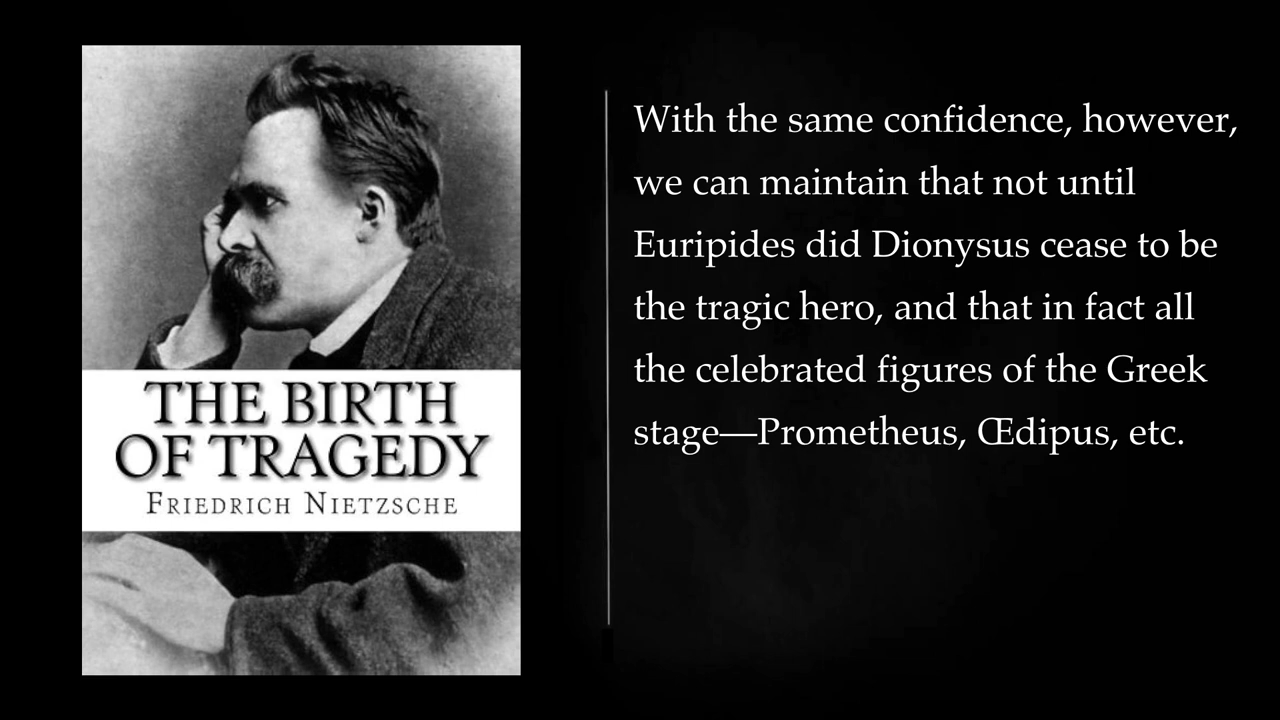 THE BIRTH
OF TRAGEDY
FRIEDRICH NIETZSCHE
With the same confidence, however,
we can maintain that not until
Euripides did Dionysus cease to be
the tragic hero, and that in fact all
the celebrated figures of the Greek
stage—Prometheus, Œdipus, etc.